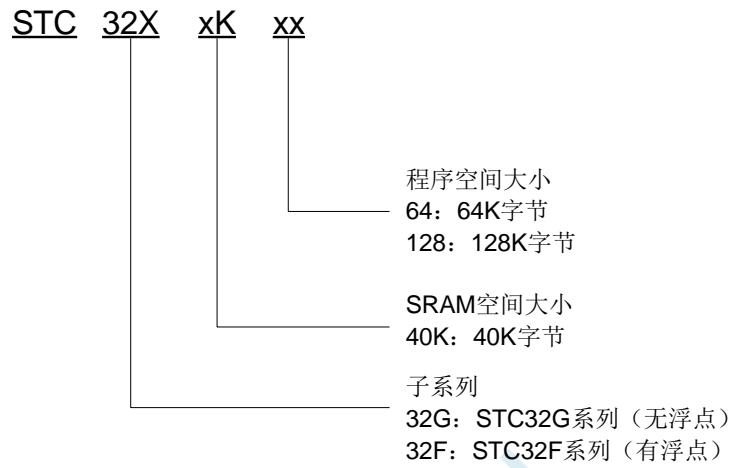 STC 32X xK xx
程序空间大小
64：64K字节
128：128K字节
SRAM空间大小
40K：40K字节
子系列
32G：STC32G系列（无浮点）
32F：STC32F系列（有浮点）